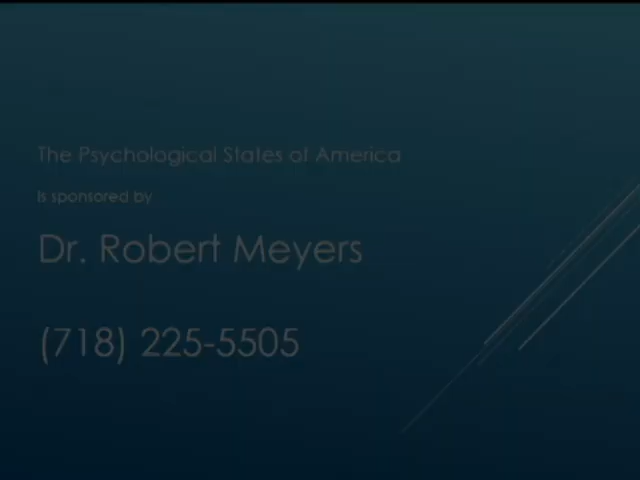 The Psychological States of America
Is sponsored by
Dr. Robert Meyers
(718) 225-5505